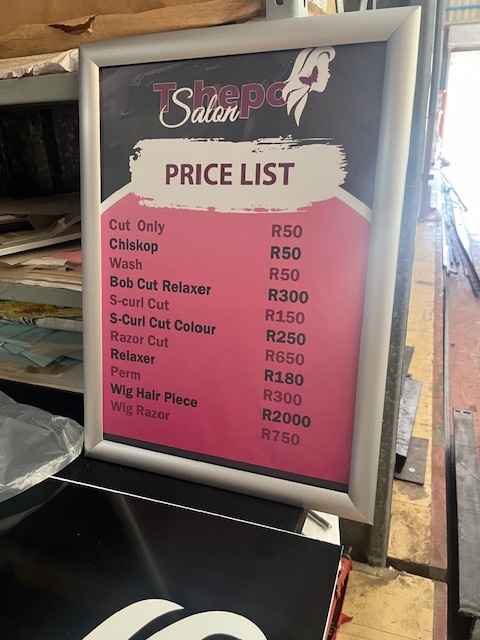 Tshepo
Salon
PRICE LIST
Cut Only R50
Chiskop R50
Wash R50
Bob Cut Relaxer R300
S-curl Cut R150
S-Curl Cut Colour R250
Razor Cut R650
Relaxer R180
Perm R300
Wig Hair Piece R2000
Wig Razor R750